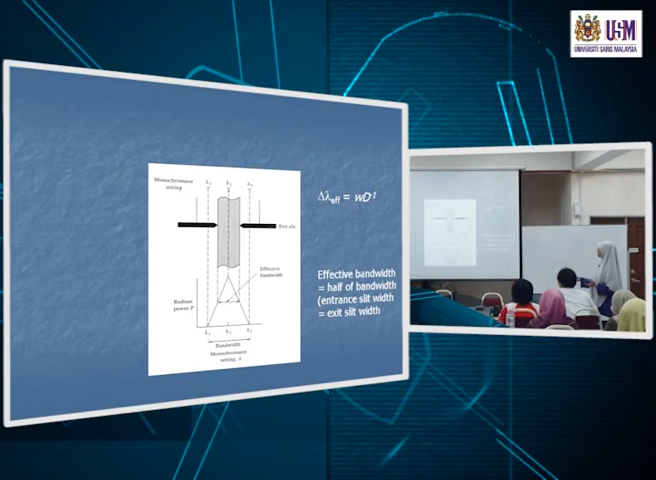 USM
UNIVERSITI SAINS MALAYSIA
Monochromator
setting
λ₁
λ₂
λ₃
Exit slit
Effective
bandwidth
Radiant
power P
λ₁
λ₂
λ₃
Bandwidth
Monochromator
setting, λ
Δλeff = wD⁻¹
Effective bandwidth
= half of bandwidth
(entrance slit width
= exit slit width